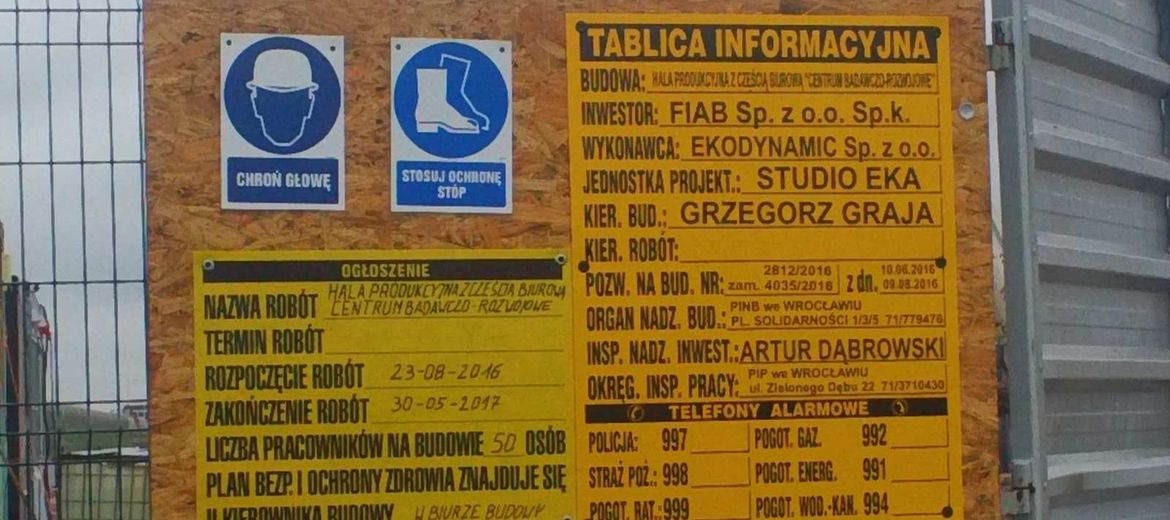 CHROŃ GŁOWĘ
STOSUJ OCHRONĘ
STÓP
OGŁOSZENIE
NAZWA ROBÓT HALA PRODUKCYJNA Z CZĘŚCIĄ BIUROWĄ
CENTRUM BADAWCZO-ROZWOJOWE
TERMIN ROBÓT
ROZPOCZĘCIE ROBÓT 23-08-2016
ZAKOŃCZENIE ROBÓT 30-05-2017
LICZBA PRACOWNIKÓW NA BUDOWIE 50 OSÓB
PLAN BEZP. I OCHRONY ZDROWIA ZNAJDUJE SIĘ
U KIEROWNIKA BUDOWY W BIURZE BUDOWY
TABLICA INFORMACYJNA
BUDOWA: HALA PRODUKCYJNA Z CZĘŚCIĄ BIUROWA "CENTRUM BADAWCZO-ROZWOJOWE"
INWESTOR: FIAB Sp. z o.o. Sp.k.
WYKONAWCA: EKODYNAMIC Sp. z o.o.
JEDNOSTKA PROJEKT.: STUDIO EKA
KIER. BUD.: GRZEGORZ GRAJA
KIER. ROBÓT:
POZW. NA BUD. NR: 2812/2016 z dn. 10.06.2016
zam. 4035/2016 09.08.2016
ORGAN NADZ. BUD.: PINB we WROCŁAWIU
PL. SOLIDARNOŚCI 1/3/5 71/779476
INSP. NADZ. INWEST.: ARTUR DĄBROWSKI
OKRĘG. INSP. PRACY: PIP we WROCŁAWIU
ul. Zielonego Dębu 22 71/3710430
TELEFONY ALARMOWE
POLICJA: 997 POGOT. GAZ. 992
STRAŻ POŻ.: 998 POGOT. ENERG. 991
POGOT. RAT.: 999 POGOT. WOD.-KAN. 994